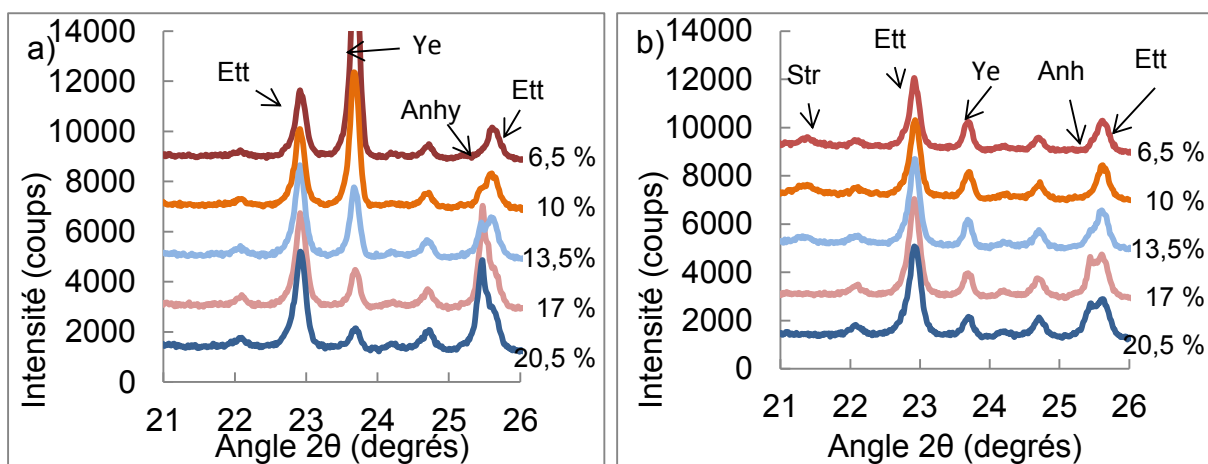 a)
Intensité (coups)
14000
12000
10000
8000
6000
4000
2000
0
Ett
Ye
Anhy
Ett
6,5 %
10 %
13,5%
17 %
20,5 %
21 22 23 24 25 26
Angle 2θ (degrés)
b)
Intensité (coups)
14000
12000
10000
8000
6000
4000
2000
0
Str
Ett
Ye
Anh
Ett
6,5 %
10 %
13,5%
17 %
20,5 %
21 22 23 24 25 26
Angle 2θ (degrés)